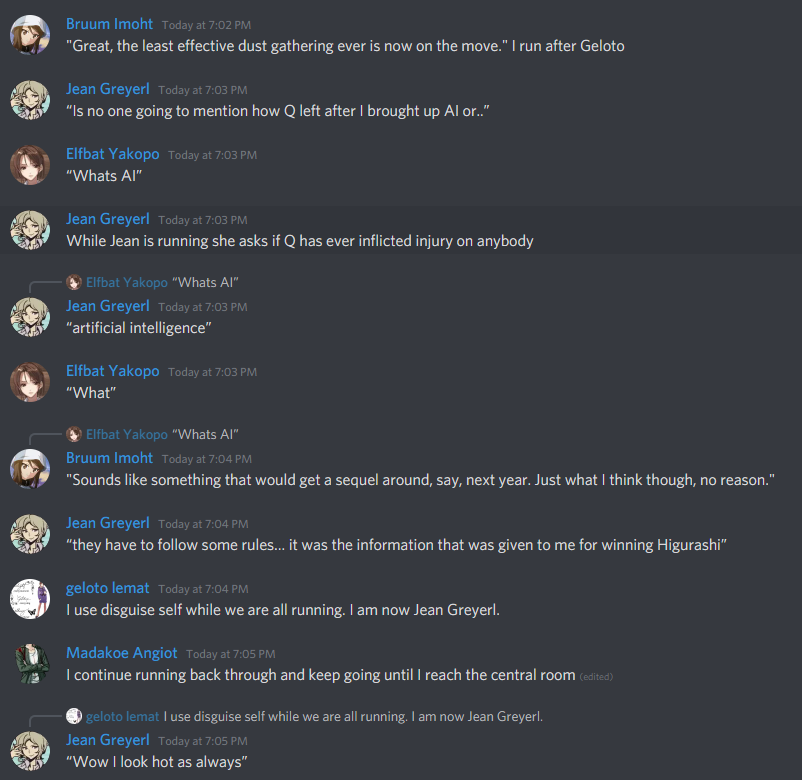 Bruum Imoht Today at 7:02 PM
"Great, the least effective dust gathering ever is now on the move." I run after Geloto
Jean Greyerl Today at 7:03 PM
“Is no one going to mention how Q left after I brought up AI or..”
Elfbat Yakopo Today at 7:03 PM
“Whats AI”
Jean Greyerl Today at 7:03 PM
While Jean is running she asks if Q has ever inflicted injury on anybody
Elfbat Yakopo “Whats AI”
Jean Greyerl Today at 7:03 PM
“artificial intelligence”
Elfbat Yakopo Today at 7:03 PM
“What”
Elfbat Yakopo “Whats AI”
Bruum Imoht Today at 7:04 PM
"Sounds like something that would get a sequel around, say, next year. Just what I think though, no reason."
Jean Greyerl Today at 7:04 PM
“they have to follow some rules... it was the information that was given to me for winning Higurashi”
geloto lemat Today at 7:04 PM
I use disguise self while we are all running. I am now Jean Greyerl.
Madakoe Angiot Today at 7:05 PM
I continue running back through and keep going until I reach the central room (edited)
geloto lemat I use disguise self while we are all running. I am now Jean Greyerl.
Jean Greyerl Today at 7:05 PM
“Wow I look hot as always”